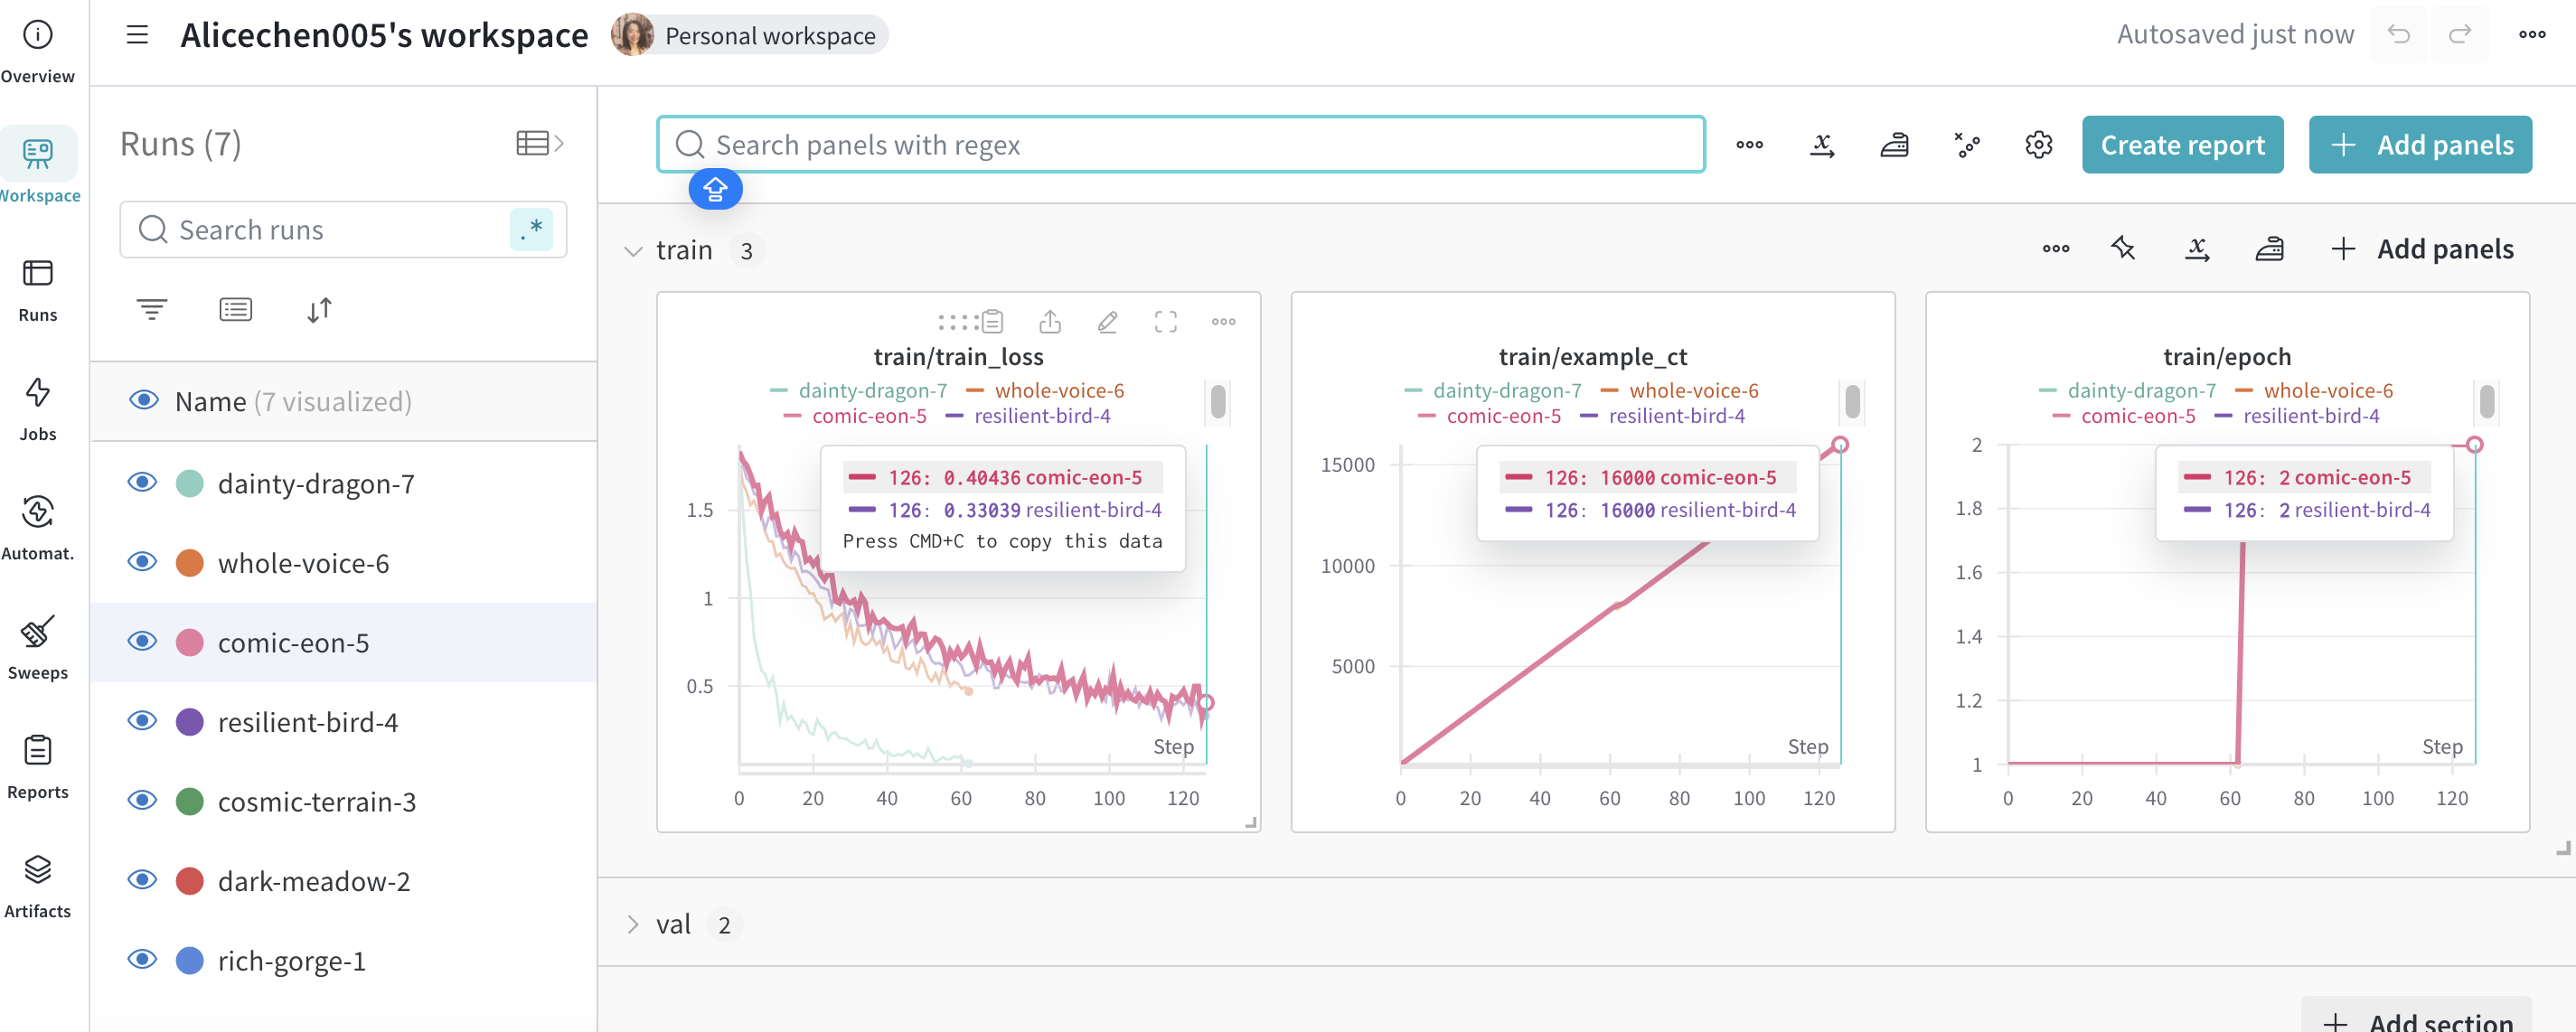 Alicechen005's workspace
Personal workspace
Autosaved just now
Overview
Workspace
Runs
Jobs
Automat.
Sweeps
Reports
Artifacts
Runs (7)
Search runs
.*
Name (7 visualized)
dainty-dragon-7
whole-voice-6
comic-eon-5
resilient-bird-4
cosmic-terrain-3
dark-meadow-2
rich-gorge-1
Search panels with regex
Create report
Add panels
train 3
Add panels
train/train_loss
dainty-dragon-7 whole-voice-6
comic-eon-5 resilient-bird-4
126: 0.40436 comic-eon-5
126: 0.33039 resilient-bird-4
Press CMD+C to copy this data
1.5
1
0.5
Step
0 20 40 60 80 100 120
train/example_ct
dainty-dragon-7 whole-voice-6
comic-eon-5 resilient-bird-4
126: 16000 comic-eon-5
126: 16000 resilient-bird-4
15000
10000
5000
Step
0 20 40 60 80 100 120
train/epoch
dainty-dragon-7 whole-voice-6
comic-eon-5 resilient-bird-4
126: 2 comic-eon-5
126: 2 resilient-bird-4
2
1.8
1.6
1.4
1.2
1
Step
0 20 40 60 80 100 120
val 2
Add section